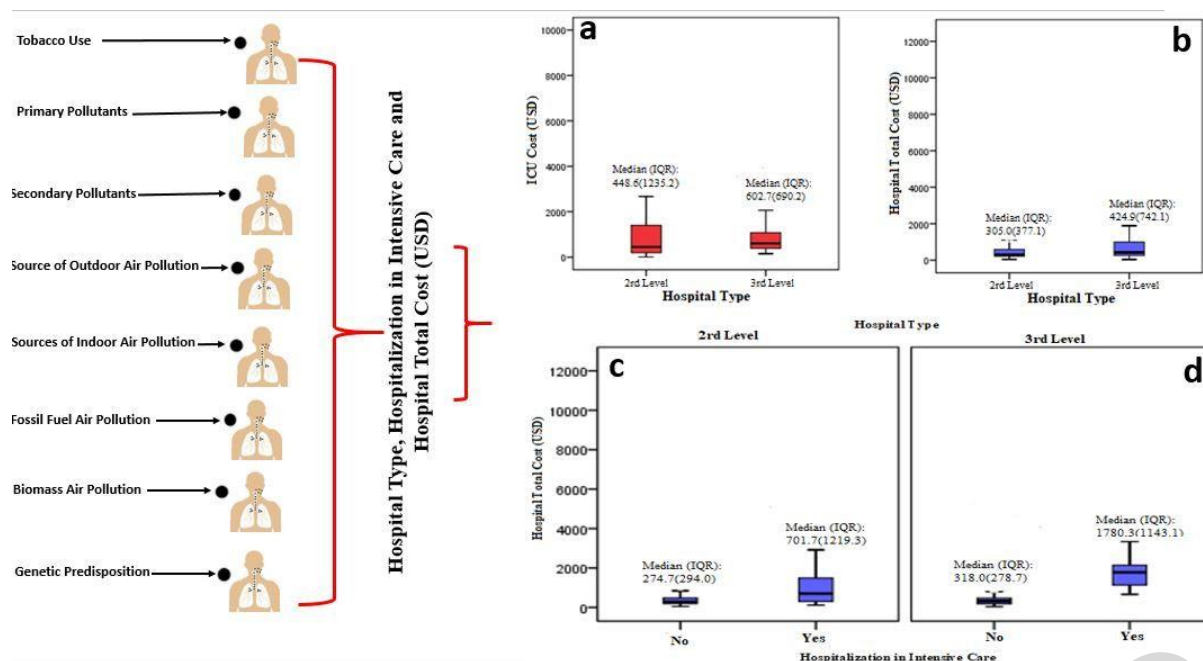 Tobacco Use
Primary Pollutants
Secondary Pollutants
Source of Outdoor Air Pollution
Sources of Indoor Air Pollution
Fossil Fuel Air Pollution
Biomass Air Pollution
Genetic Predisposition
Hospital Type, Hospitalization in Intensive Care and
Hospital Total Cost (USD)
a
ICU Cost (USD)
10000
8000
6000
4000
2000
0
Median (IQR):
448.6(1235.2)
Median (IQR):
602.7(690.2)
2rd Level
3rd Level
Hospital Type
b
Hospital Total Cost (USD)
12000
10000
8000
6000
4000
2000
0
Median (IQR):
305.0(377.1)
Median (IQR):
424.9(742.1)
2rd Level
3rd Level
Hospital Type
Hospital Type
2rd Level
3rd Level
c
Hospital Total Cost (USD)
12000
10000
8000
6000
4000
2000
0
Median (IQR):
274.7(294.0)
Median (IQR):
701.7(1219.3)
No
Yes
d
Median (IQR):
318.0(278.7)
Median (IQR):
1780.3(1143.1)
No
Yes
Hospitalization in Intensive Care